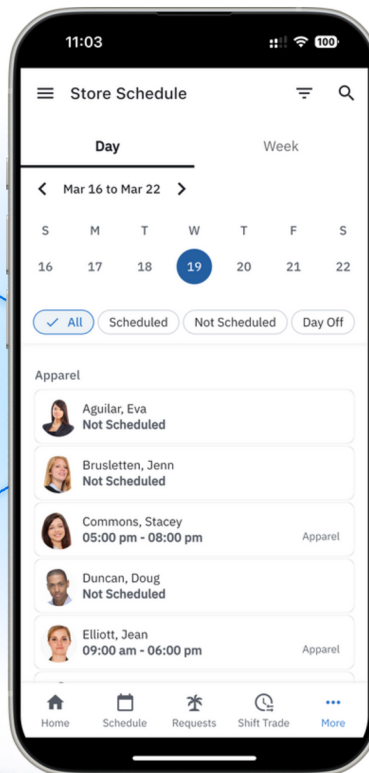 11:03
100
Store Schedule
Day Week
Mar 16 to Mar 22
S M T W T F S
16 17 18 19 20 21 22
All Scheduled Not Scheduled Day Off
Apparel
Aguilar, Eva
Not Scheduled
Brusletten, Jenn
Not Scheduled
Commons, Stacey
05:00 pm - 08:00 pm Apparel
Duncan, Doug
Not Scheduled
Elliott, Jean
09:00 am - 06:00 pm Apparel
Home Schedule Requests Shift Trade More